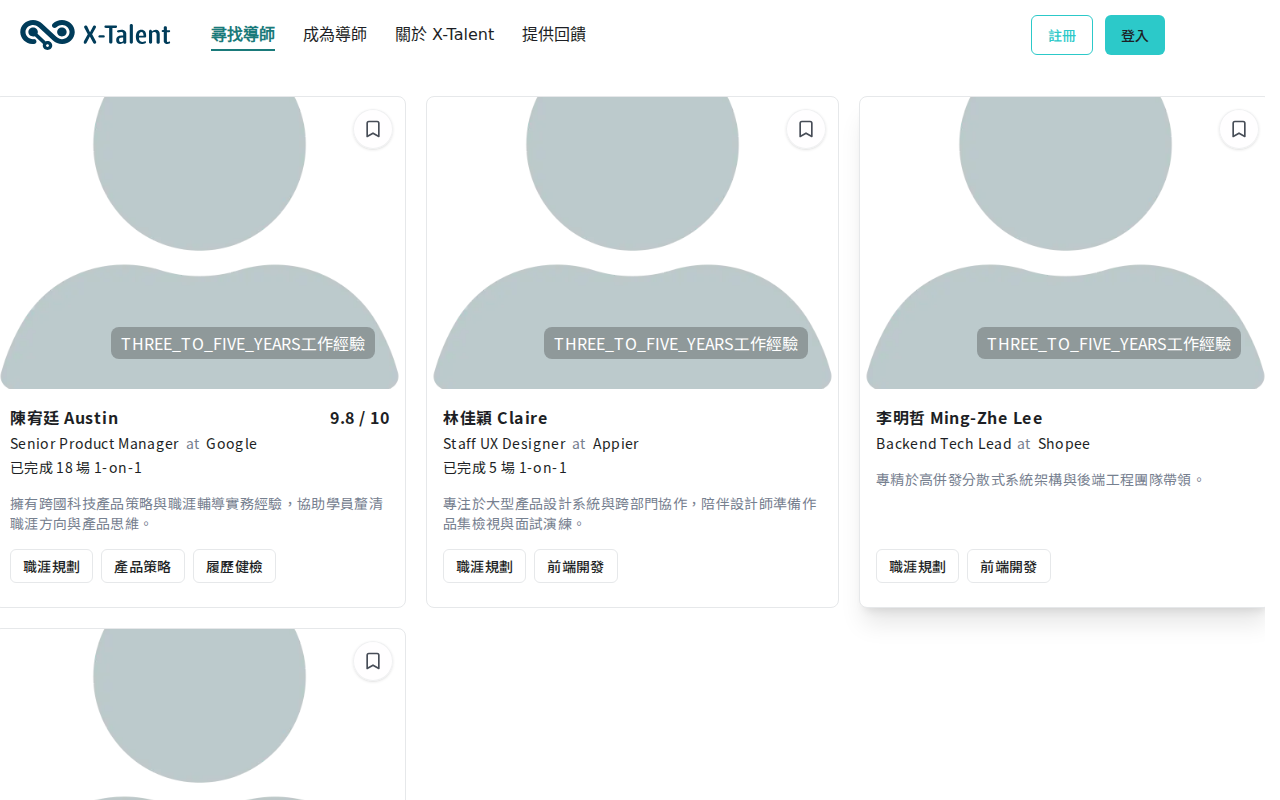 X-Talent 尋找導師 成為導師 關於 X-Talent 提供回饋 註冊 登入
THREE_TO_FIVE_YEARS工作經驗
陳宥廷 Austin 9.8 / 10
Senior Product Manager at Google
已完成 18 場 1-on-1
擁有跨國科技產品策略與職涯輔導實務經驗，協助學員釐清
職涯方向與產品思維。
職涯規劃 產品策略 履歷健檢
THREE_TO_FIVE_YEARS工作經驗
林佳穎 Claire
Staff UX Designer at Appier
已完成 5 場 1-on-1
專注於大型產品設計系統與跨部門協作，陪伴設計師準備作
品集檢視與面試演練。
職涯規劃 前端開發
THREE_TO_FIVE_YEARS工作經驗
李明哲 Ming-Zhe Lee
Backend Tech Lead at Shopee
專精於高併發分散式系統架構與後端工程團隊帶領。
職涯規劃 前端開發